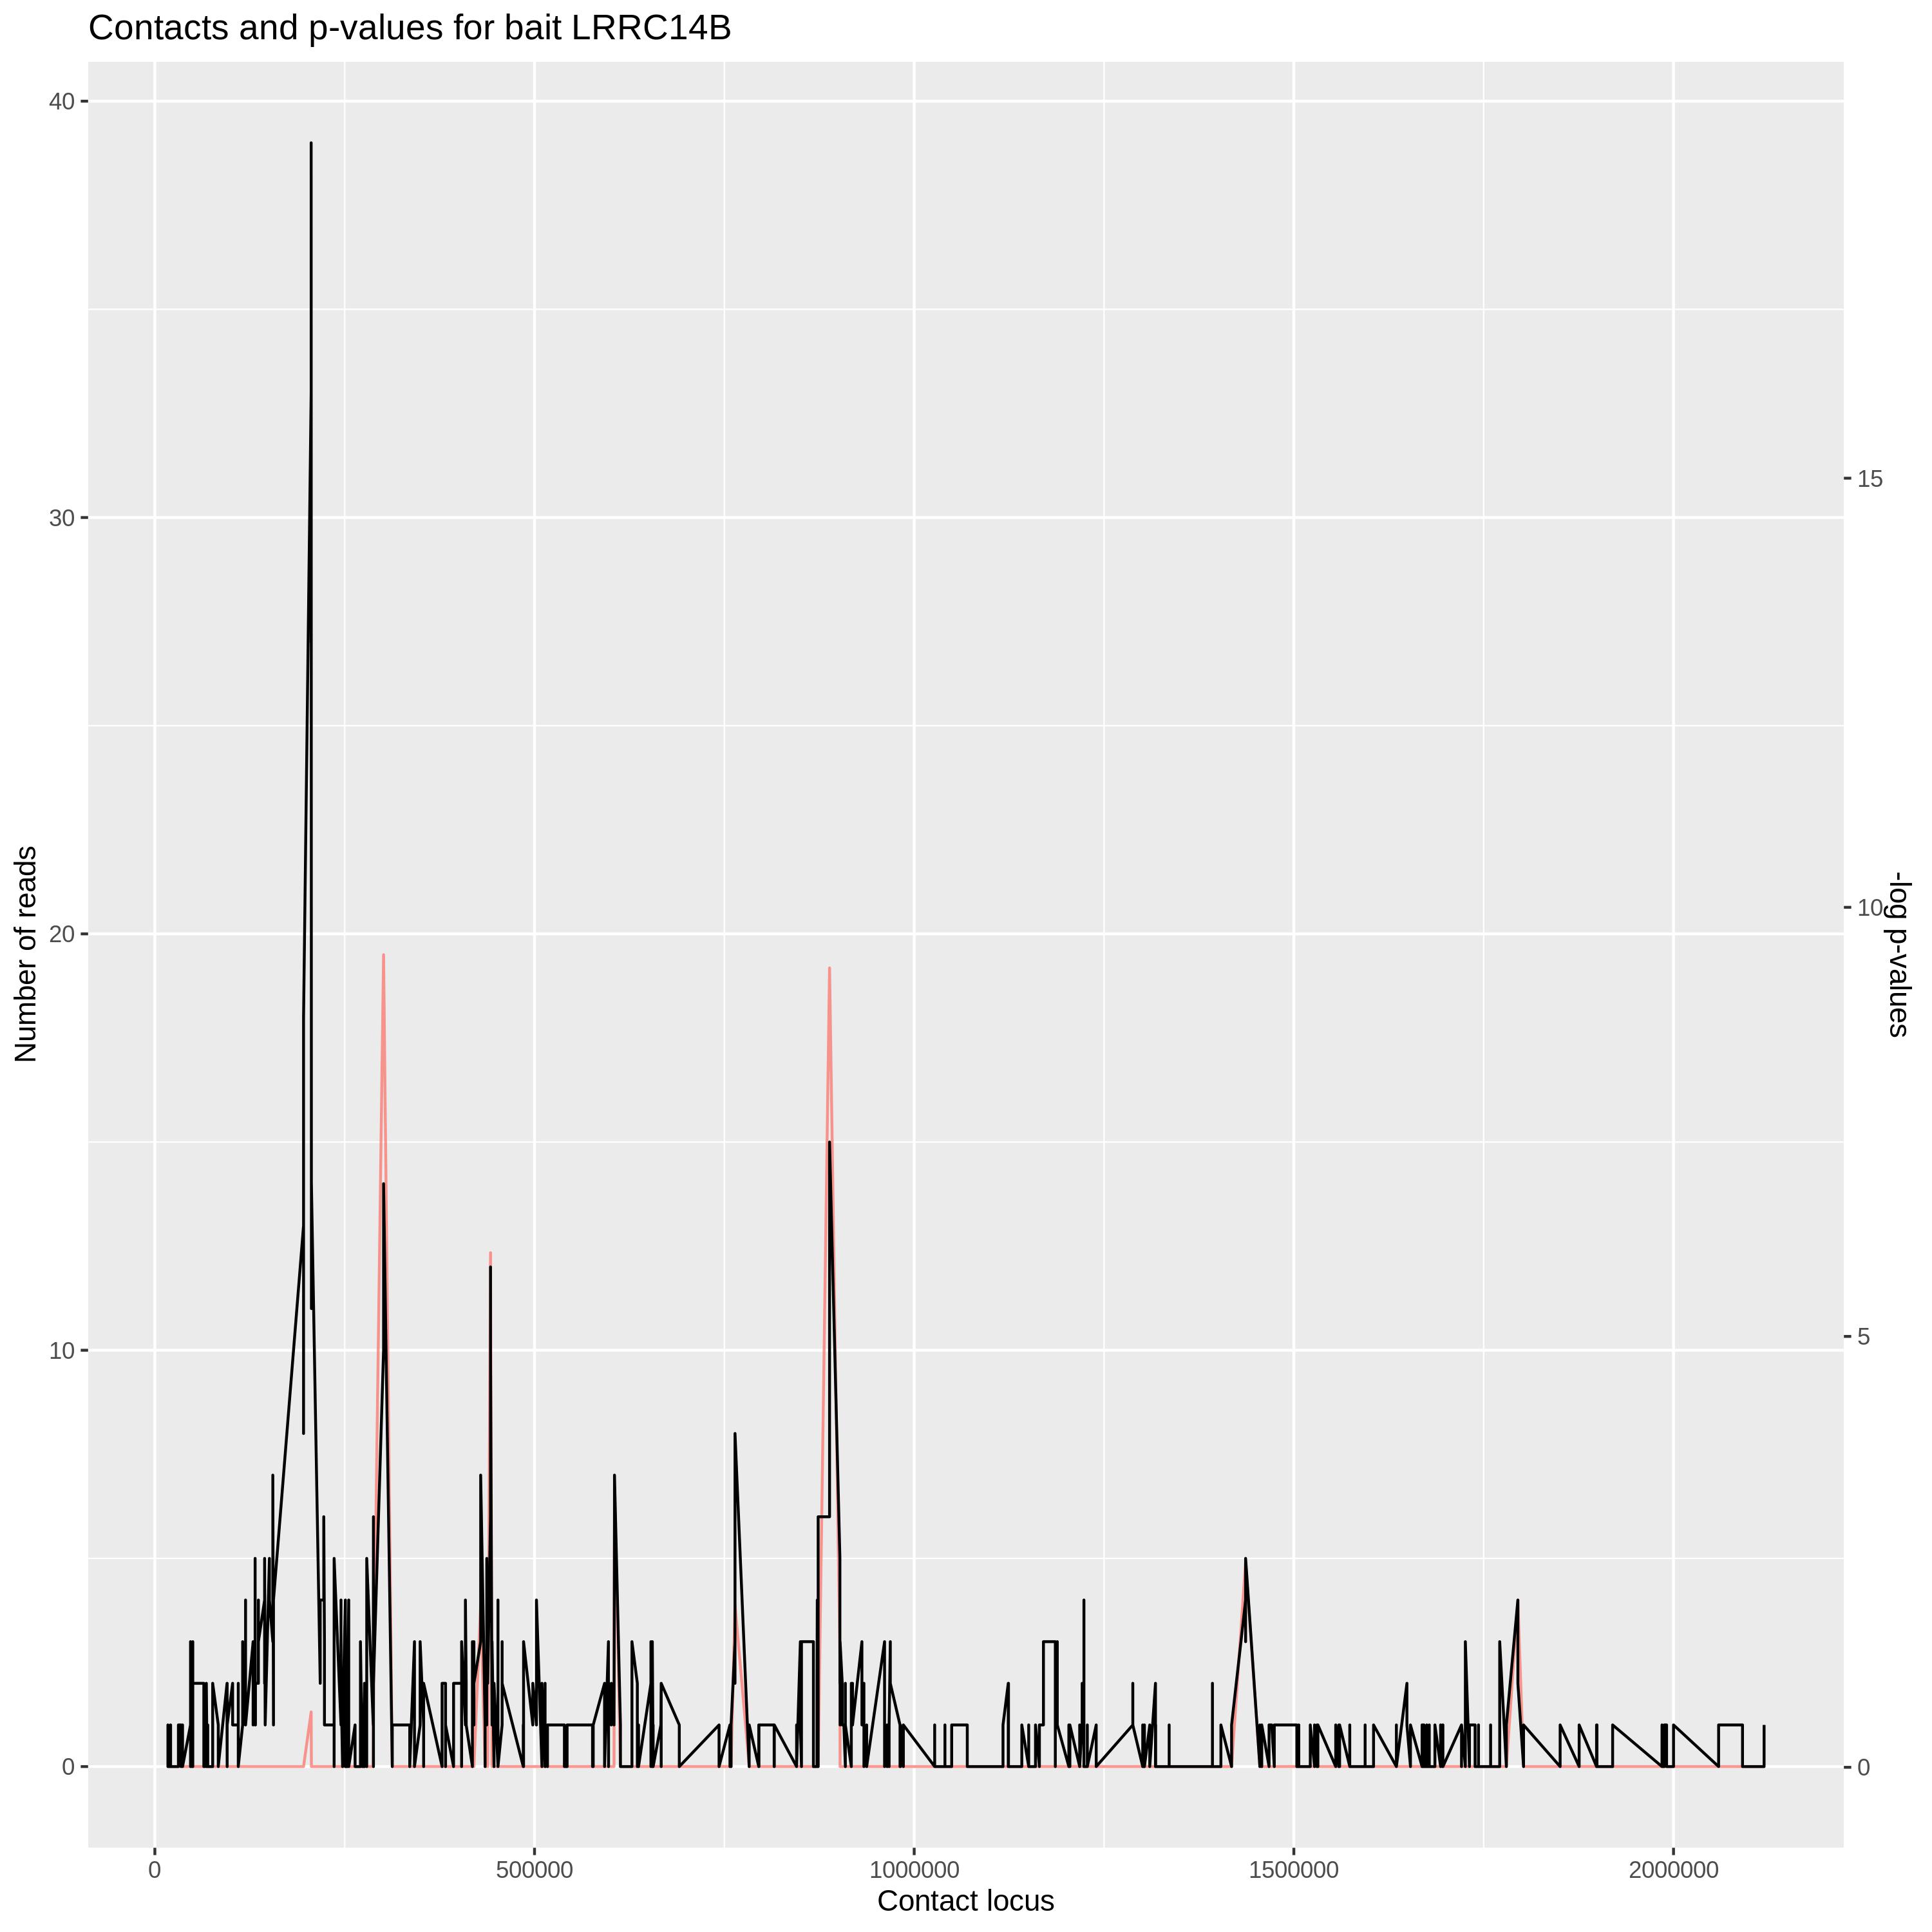 Contacts and p-values for bait LRRC14B
40
30
20
10
0
Number of reads
15
10
5
0
-log p-values
0 500000 1000000 1500000 2000000
Contact locus